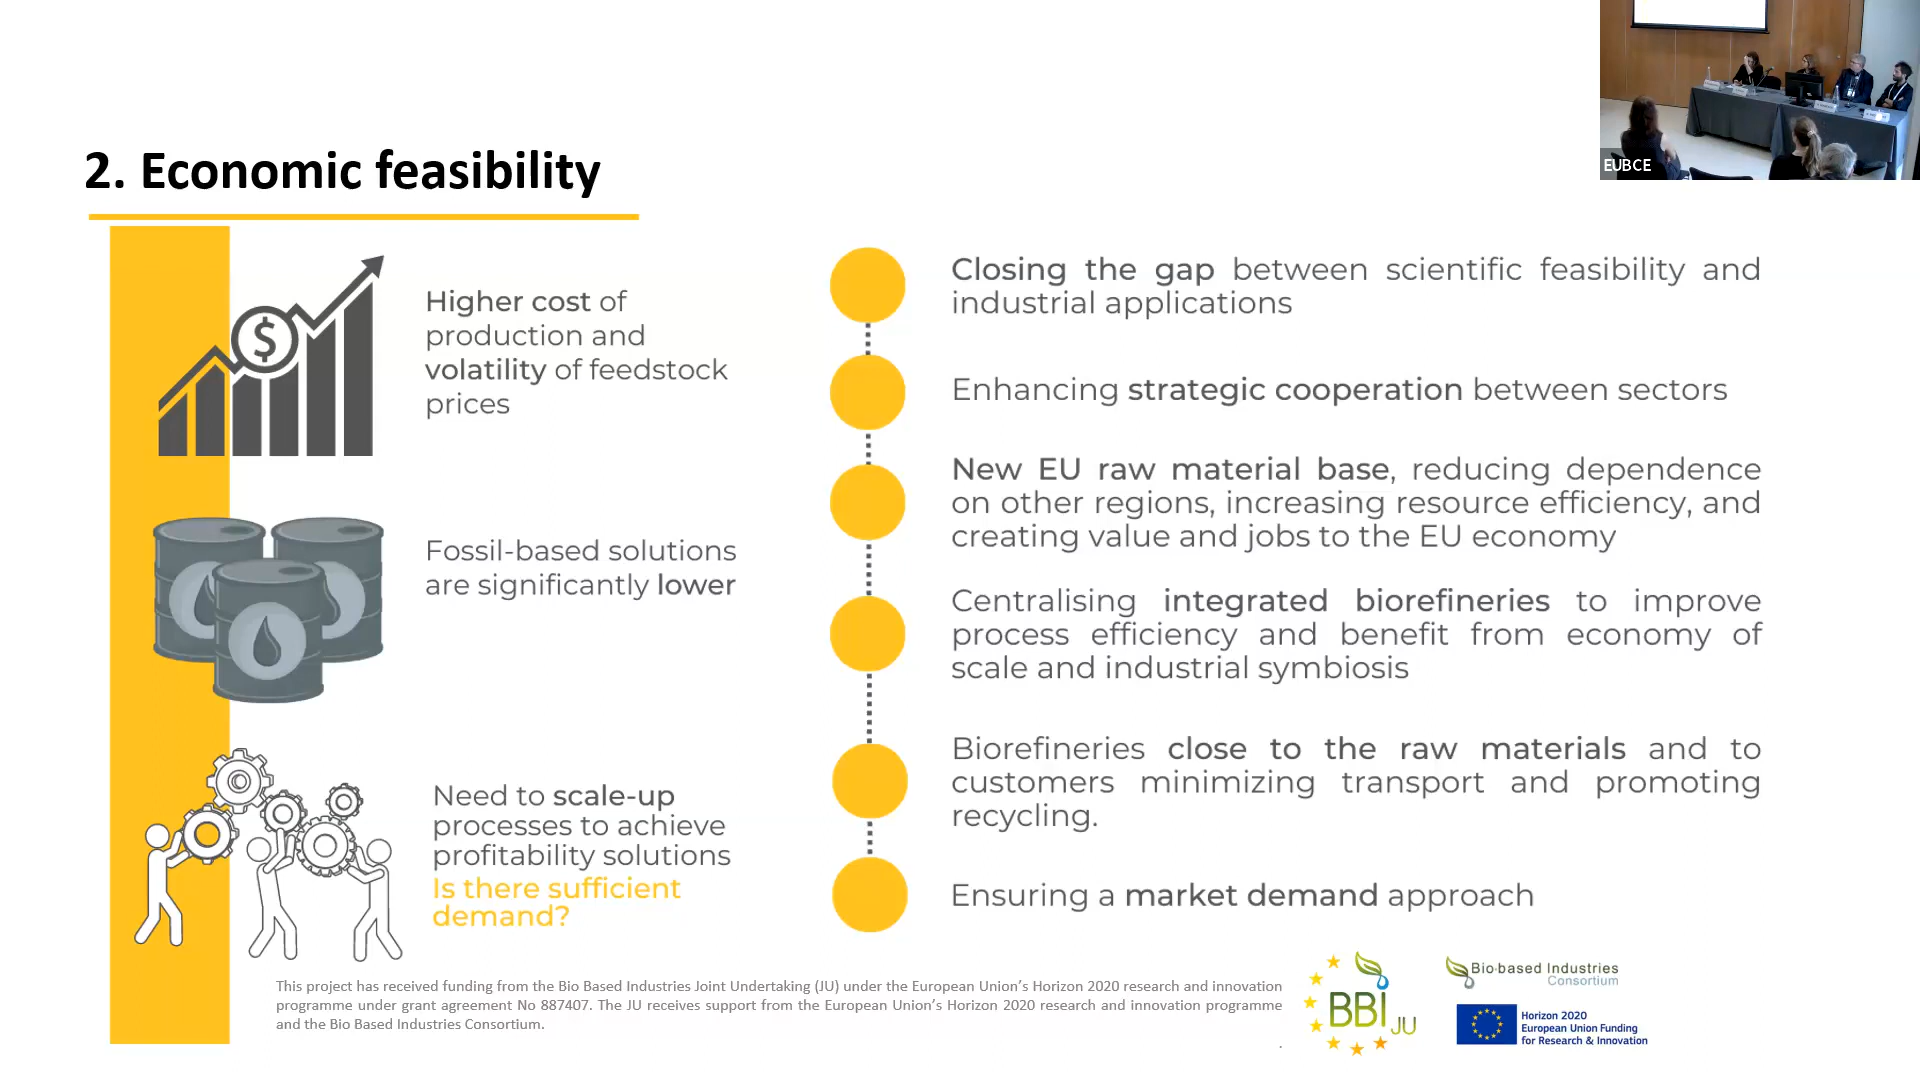 EUBCE
2. Economic feasibility
$
Higher cost of
production and
volatility of feedstock
prices
Fossil-based solutions
are significantly lower
Need to scale-up
processes to achieve
profitability solutions
Is there sufficient
demand?
Closing the gap between scientific feasibility and
industrial applications
Enhancing strategic cooperation between sectors
New EU raw material base, reducing dependence
on other regions, increasing resource efficiency, and
creating value and jobs to the EU economy
Centralising integrated biorefineries to improve
process efficiency and benefit from economy of
scale and industrial symbiosis
Biorefineries close to the raw materials and to
customers minimizing transport and promoting
recycling.
Ensuring a market demand approach
This project has received funding from the Bio Based Industries Joint Undertaking (JU) under the European Union's Horizon 2020 research and innovation
programme under grant agreement No 887407. The JU receives support from the European Union's Horizon 2020 research and innovation programme
and the Bio Based Industries Consortium.
.
BBI JU
Bio-based Industries
Consortium
Horizon 2020
European Union Funding
for Research & Innovation